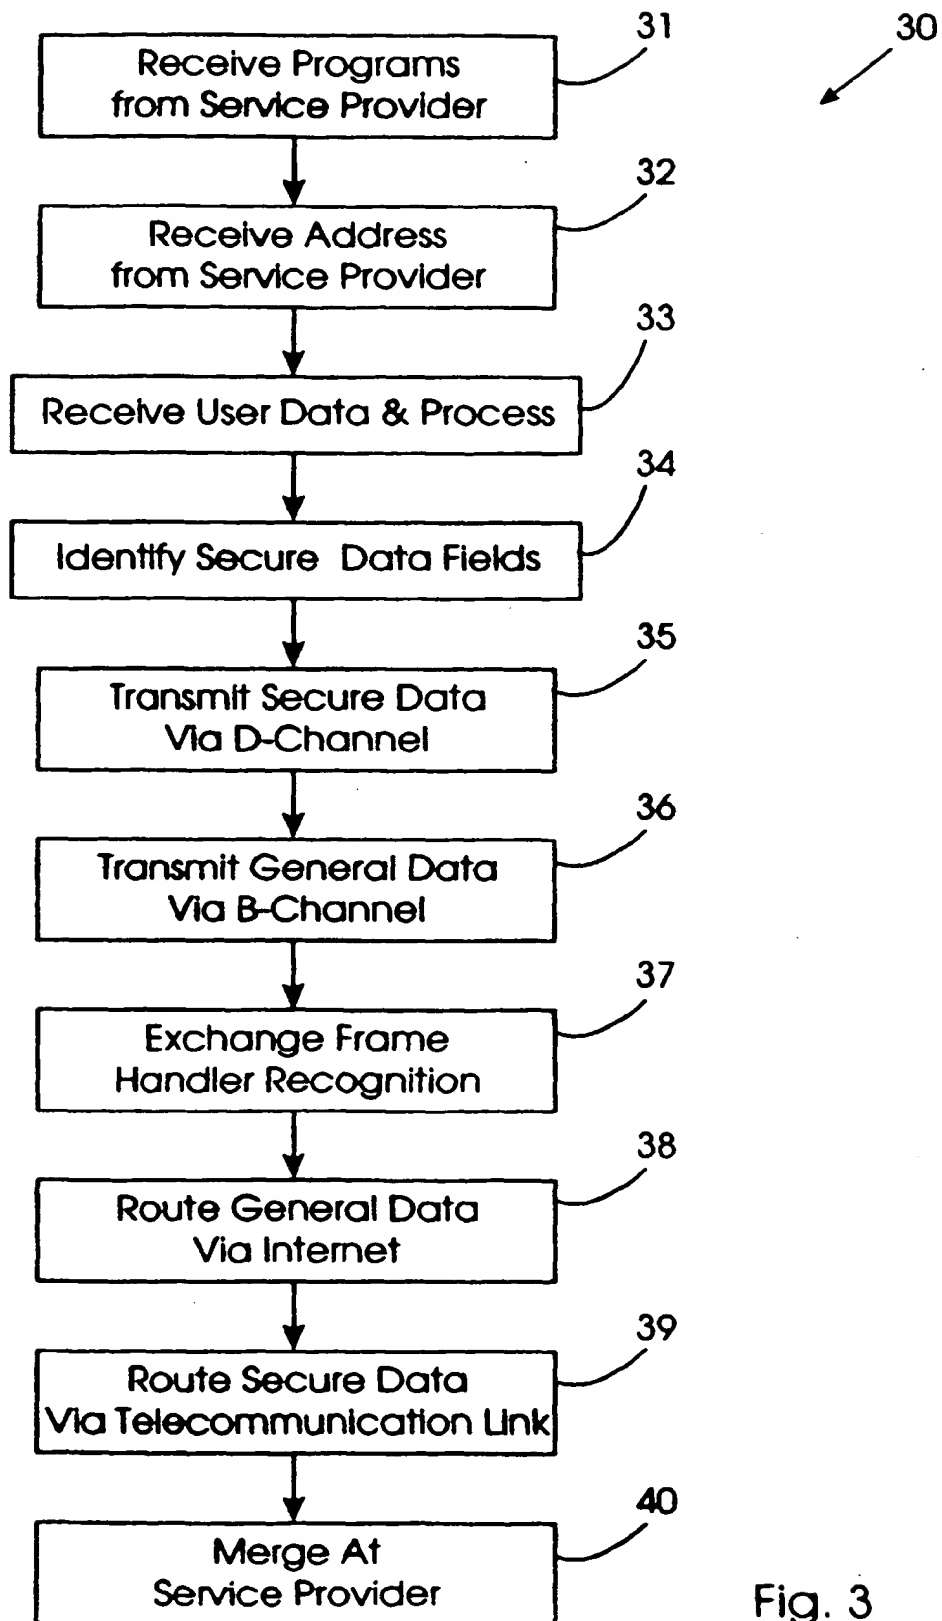 31
30
Receive Programs
from Service Provider
32
Receive Address
from Service Provider
33
Receive User Data & Process
34
Identify Secure Data Fields
35
Transmit Secure Data
Via D-Channel
36
Transmit General Data
Via B-Channel
37
Exchange Frame
Handler Recognition
38
Route General Data
Via Internet
39
Route Secure Data
Via Telecommunication Link
40
Merge At
Service Provider
Fig. 3